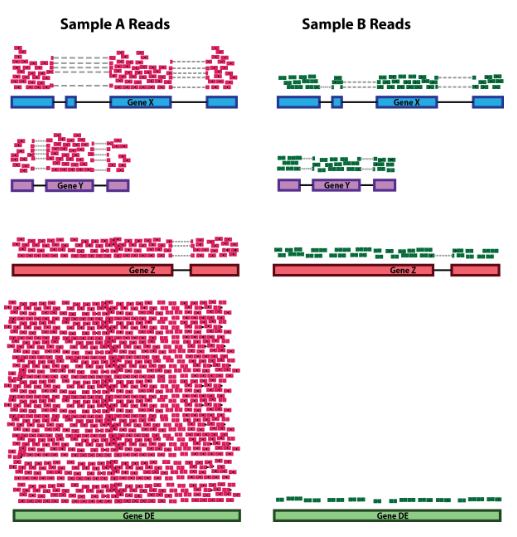 Sample A Reads
Sample B Reads
Gene X
Gene X
Gene Y
Gene Y
Gene Z
Gene Z
Gene DE
Gene DE